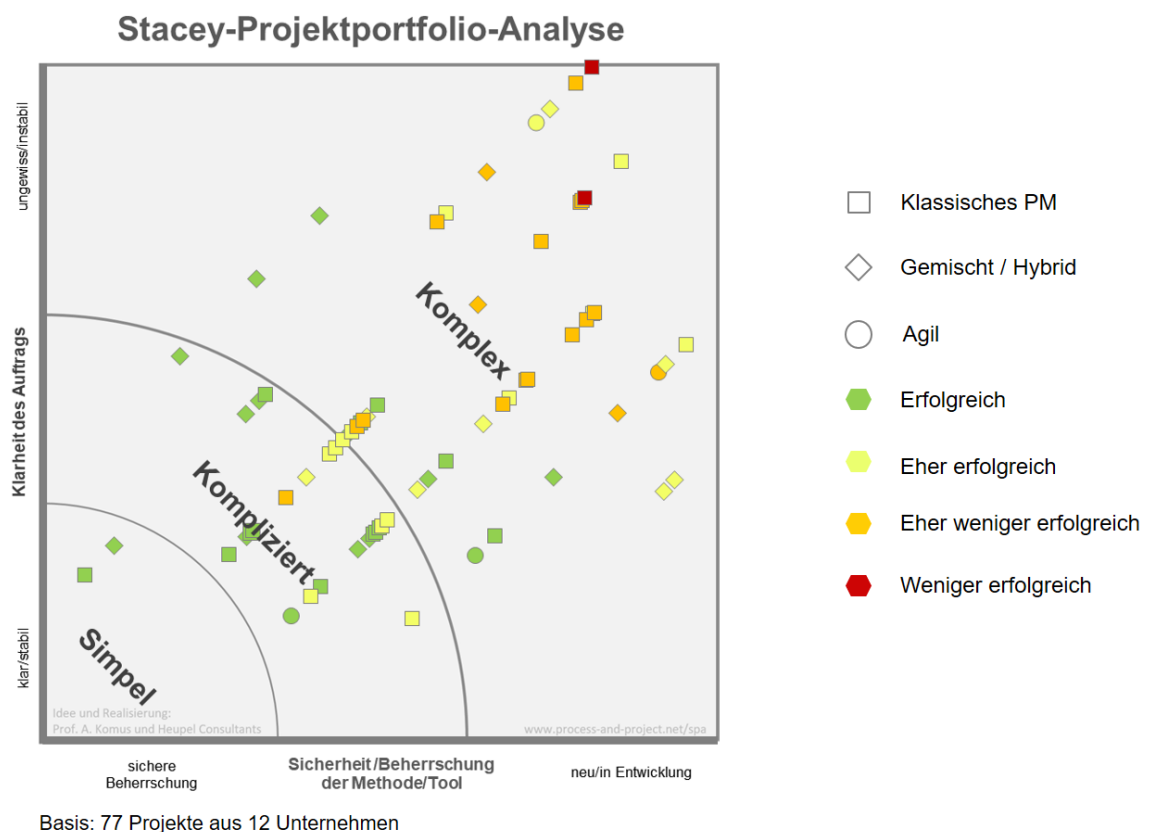 Stacey-Projektportfolio-Analyse
ungewiss/instabil
Klarheit des Auftrags
klar/stabil
Komplex
Kompliziert
Simpel
Idee und Realisierung:
Prof. A. Komus und Heupel Consultants
www.process-and-project.net/spa
sichere
Beherrschung
Sicherheit/Beherrschung
der Methode/Tool
neu/in Entwicklung
Klassisches PM
Gemischt / Hybrid
Agil
Erfolgreich
Eher erfolgreich
Eher weniger erfolgreich
Weniger erfolgreich
Basis: 77 Projekte aus 12 Unternehmen